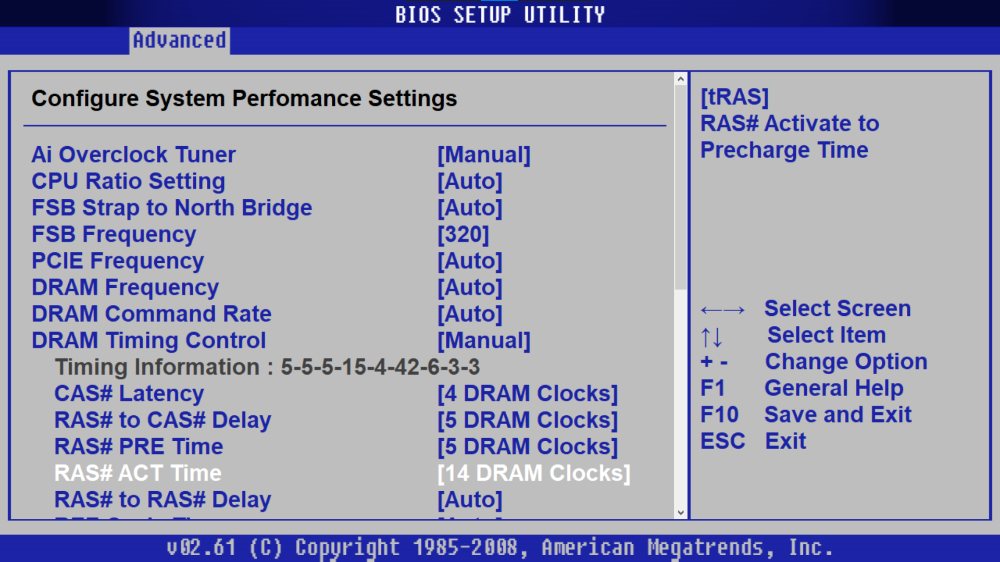 BIOS SETUP UTILITY
Advanced
Configure System Perfomance Settings
Ai Overclock Tuner [Manual]
CPU Ratio Setting [Auto]
FSB Strap to North Bridge [Auto]
FSB Frequency [320]
PCIE Frequency [Auto]
DRAM Frequency [Auto]
DRAM Command Rate [Auto]
DRAM Timing Control [Manual]
Timing Information : 5-5-5-15-4-42-6-3-3
CAS# Latency [4 DRAM Clocks]
RAS# to CAS# Delay [5 DRAM Clocks]
RAS# PRE Time [5 DRAM Clocks]
RAS# ACT Time [14 DRAM Clocks]
RAS# to RAS# Delay [Auto]
[tRAS]
RAS# Activate to
Precharge Time
←→ Select Screen
↑↓ Select Item
+ - Change Option
F1 General Help
F10 Save and Exit
ESC Exit
v02.61 (C) Copyright 1985-2008, American Megatrends, Inc.